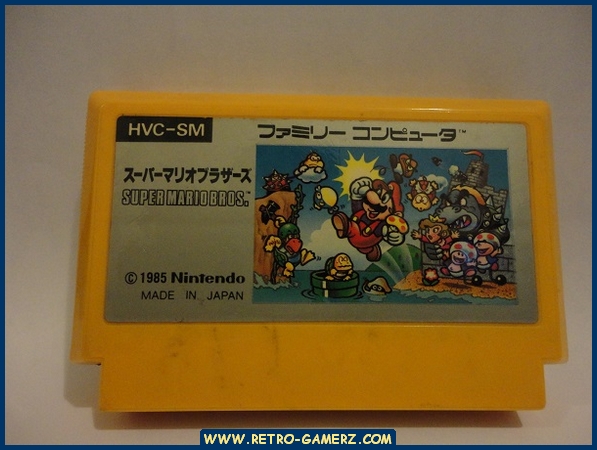 HVC-SM
ファミリー コンピュータ™
スーパーマリオブラザーズ
SUPER MARIO BROS.™
© 1985 Nintendo
MADE IN JAPAN
WWW.RETRO-GAMERZ.COM